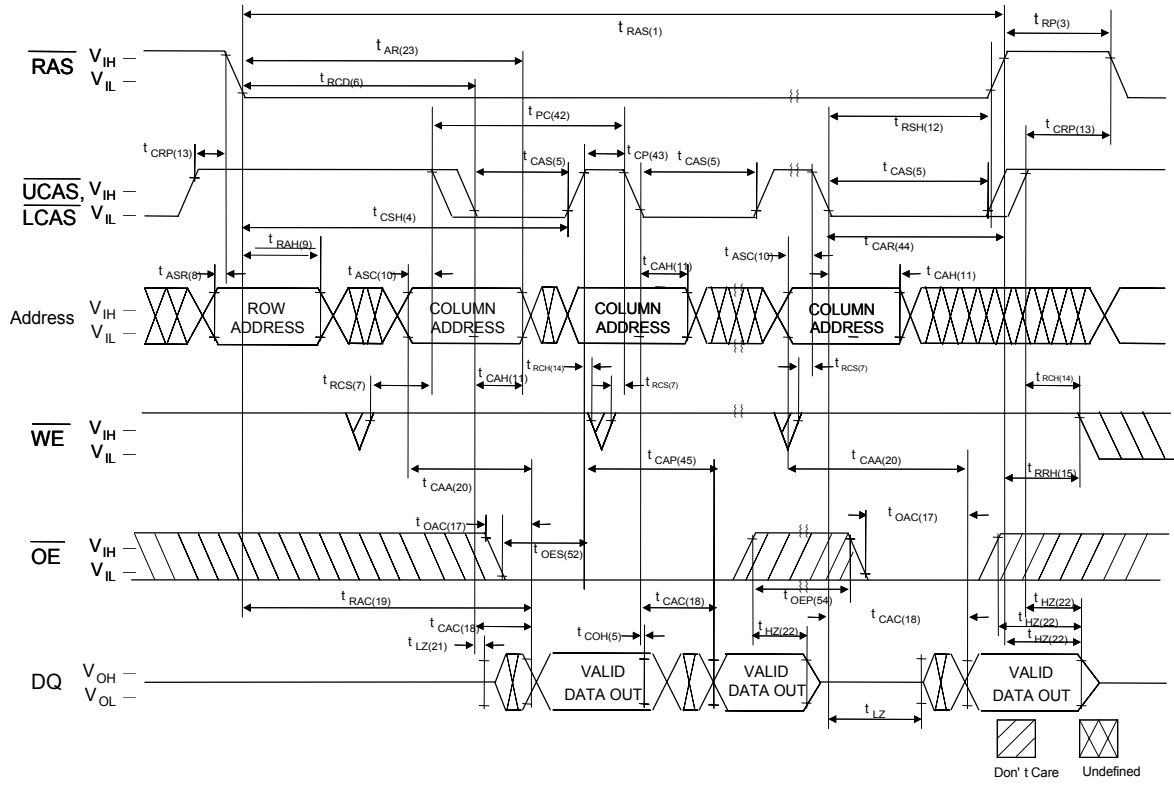 t RAS(1)
t RP(3)
t AR(23)
RAS V IH
V IL
t RCD(6)
t PC(42)
t RSH(12)
t CRP(13)
t CRP(13)
t CAS(5)
t CP(43)
t CAS(5)
t CAS(5)
UCAS, V IH
LCAS V IL
t CSH(4)
t RAH(9)
t CAR(44)
t ASR(8)
t ASC(10)
t CAH(11)
t ASC(10)
t CAH(11)
Address V IH
V IL
ROW ADDRESS
COLUMN ADDRESS
COLUMN ADDRESS
COLUMN ADDRESS
t RCS(7)
t CAH(11)
t RCH(14)
t RCS(7)
t RCS(7)
t RCH(14)
WE V IH
V IL
t CAA(20)
t CAP(45)
t CAA(20)
t RRH(15)
t OAC(17)
t OAC(17)
OE V IH
V IL
t OES(52)
t RAC(19)
t CAC(18)
t OEP(54)
t CAC(18)
t HZ(22)
t CAC(18)
t LZ(21)
t COH(5)
t HZ(22)
t HZ(22)
t HZ(22)
DQ V OH
V OL
VALID DATA OUT
VALID DATA OUT
VALID DATA OUT
t LZ
Don' t Care
Undefined